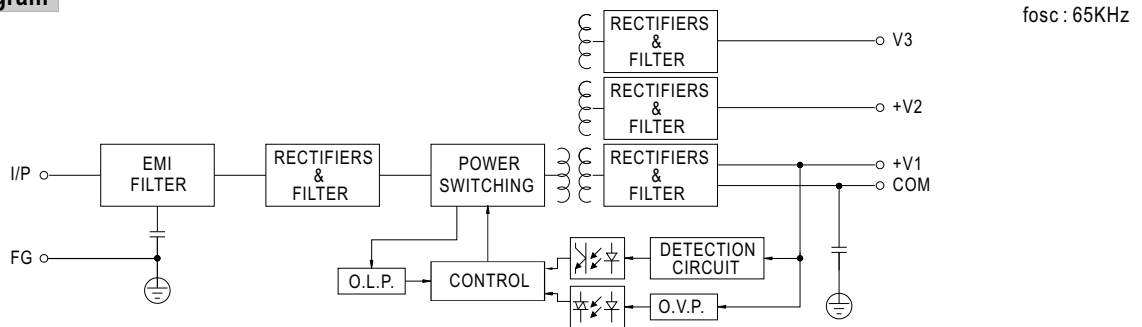 gram
fosc : 65KHz
RECTIFIERS
&
FILTER
V3
RECTIFIERS
&
FILTER
+V2
I/P
EMI
FILTER
RECTIFIERS
&
FILTER
POWER
SWITCHING
RECTIFIERS
&
FILTER
+V1
COM
FG
O.L.P.
CONTROL
DETECTION
CIRCUIT
O.V.P.